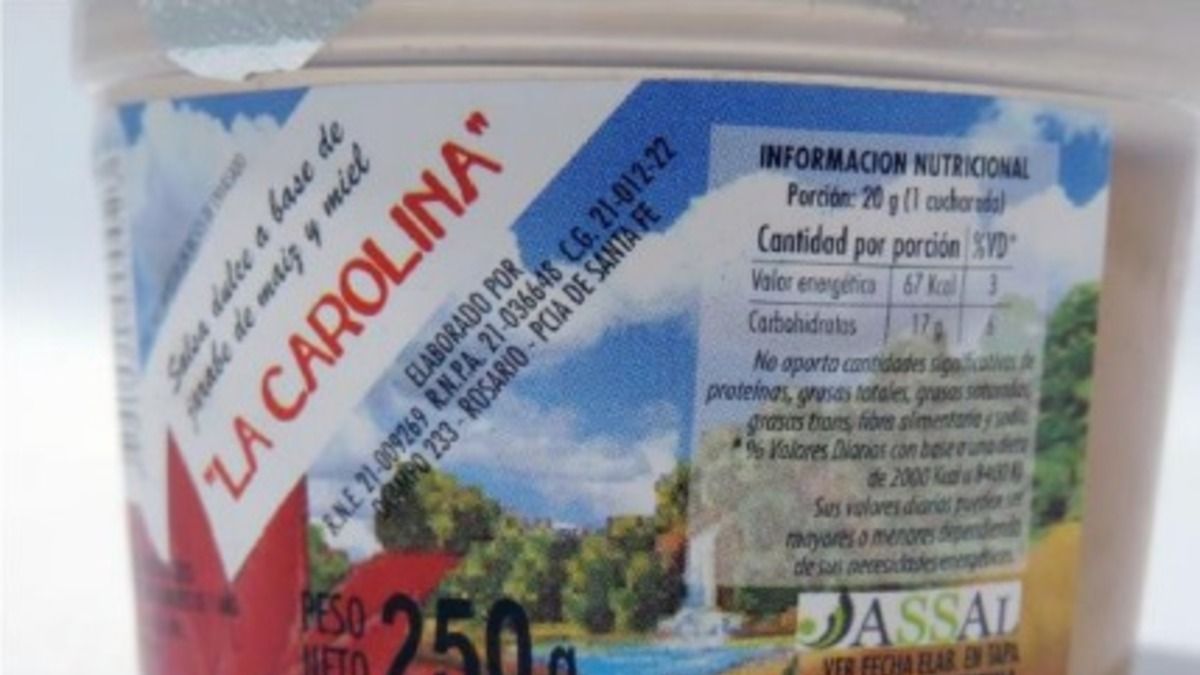 Salsa dulce a base de
jarabe de maiz y miel
"LA CAROLINA"
ELABORADO POR
R.N.E. 21-009269 R.N.P.A. 21-036648 C.G. 21-012-22
233 - ROSARIO - PCIA DE SANTA FE
PESO
NETO
250 g
INFORMACION NUTRICIONAL
Porción: 20 g (1 cucharada)
Cantidad por porción %VD*
Valor energético 67 Kcal 3
Carbohidratos 17 g 6
No aporta cantidades significativas de
proteínas, grasas totales, grasas saturadas,
grasas trans, fibra alimentaria y sodio.
* % Valores Diarios con base a una dieta
de 2000 Kcal u 8400 Kj.
Sus valores diarios pueden ser
mayores o menores dependiendo
de sus necesidades energéticas.
ASSAL
VER FECHA ELAB. EN TAPA